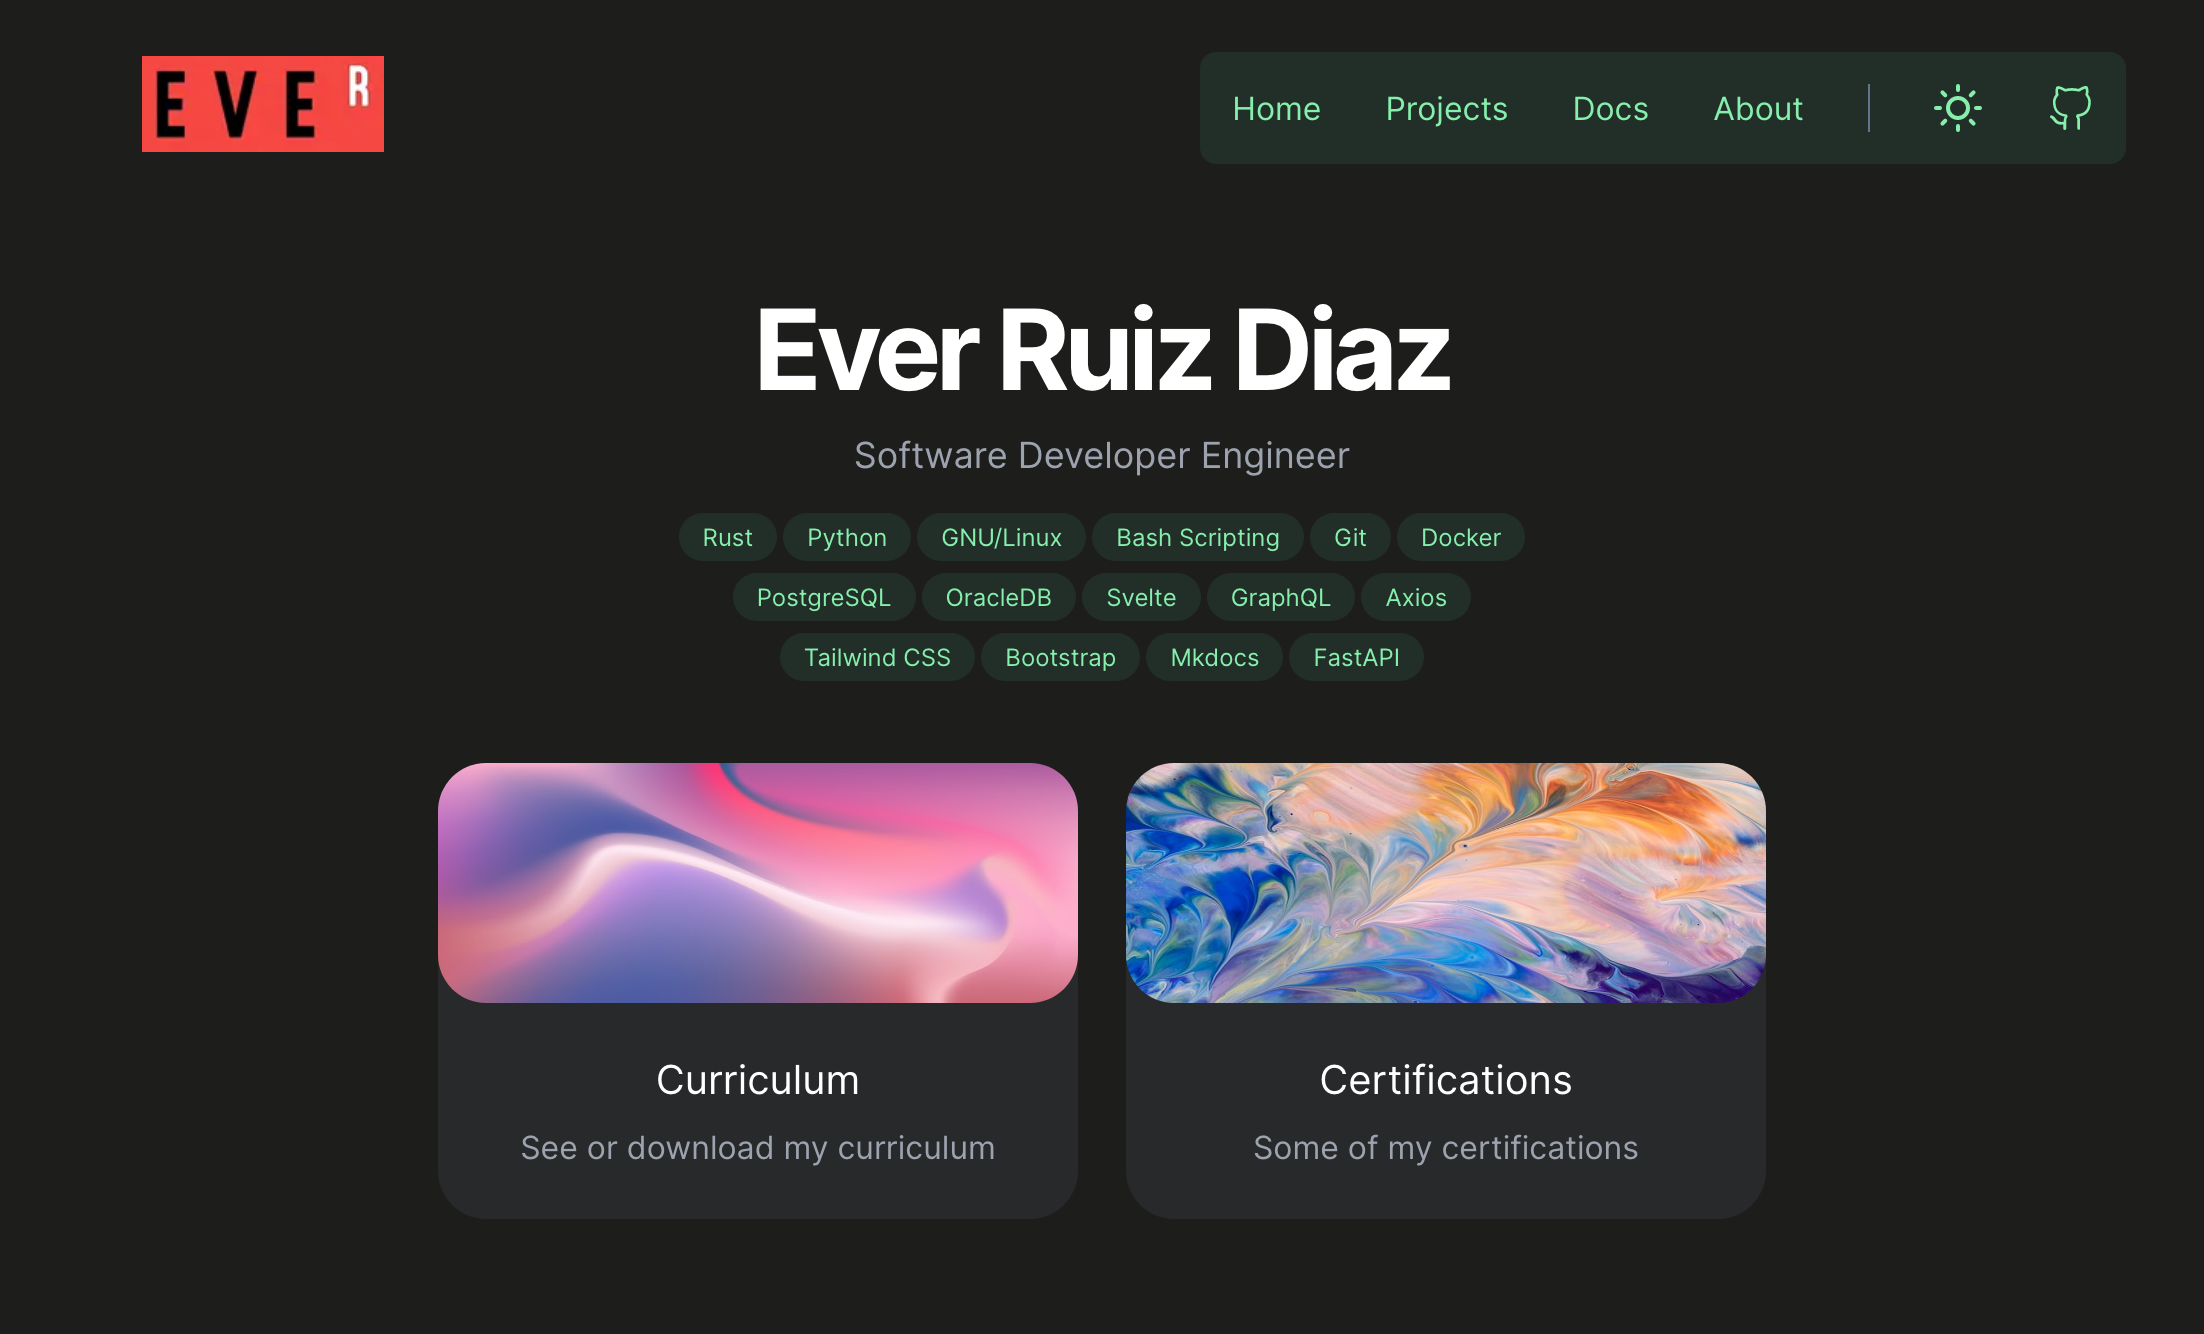 EVE R
Home Projects Docs About
Ever Ruiz Diaz
Software Developer Engineer
Rust Python GNU/Linux Bash Scripting Git Docker
PostgreSQL OracleDB Svelte GraphQL Axios
Tailwind CSS Bootstrap Mkdocs FastAPI
Curriculum
See or download my curriculum
Certifications
Some of my certifications